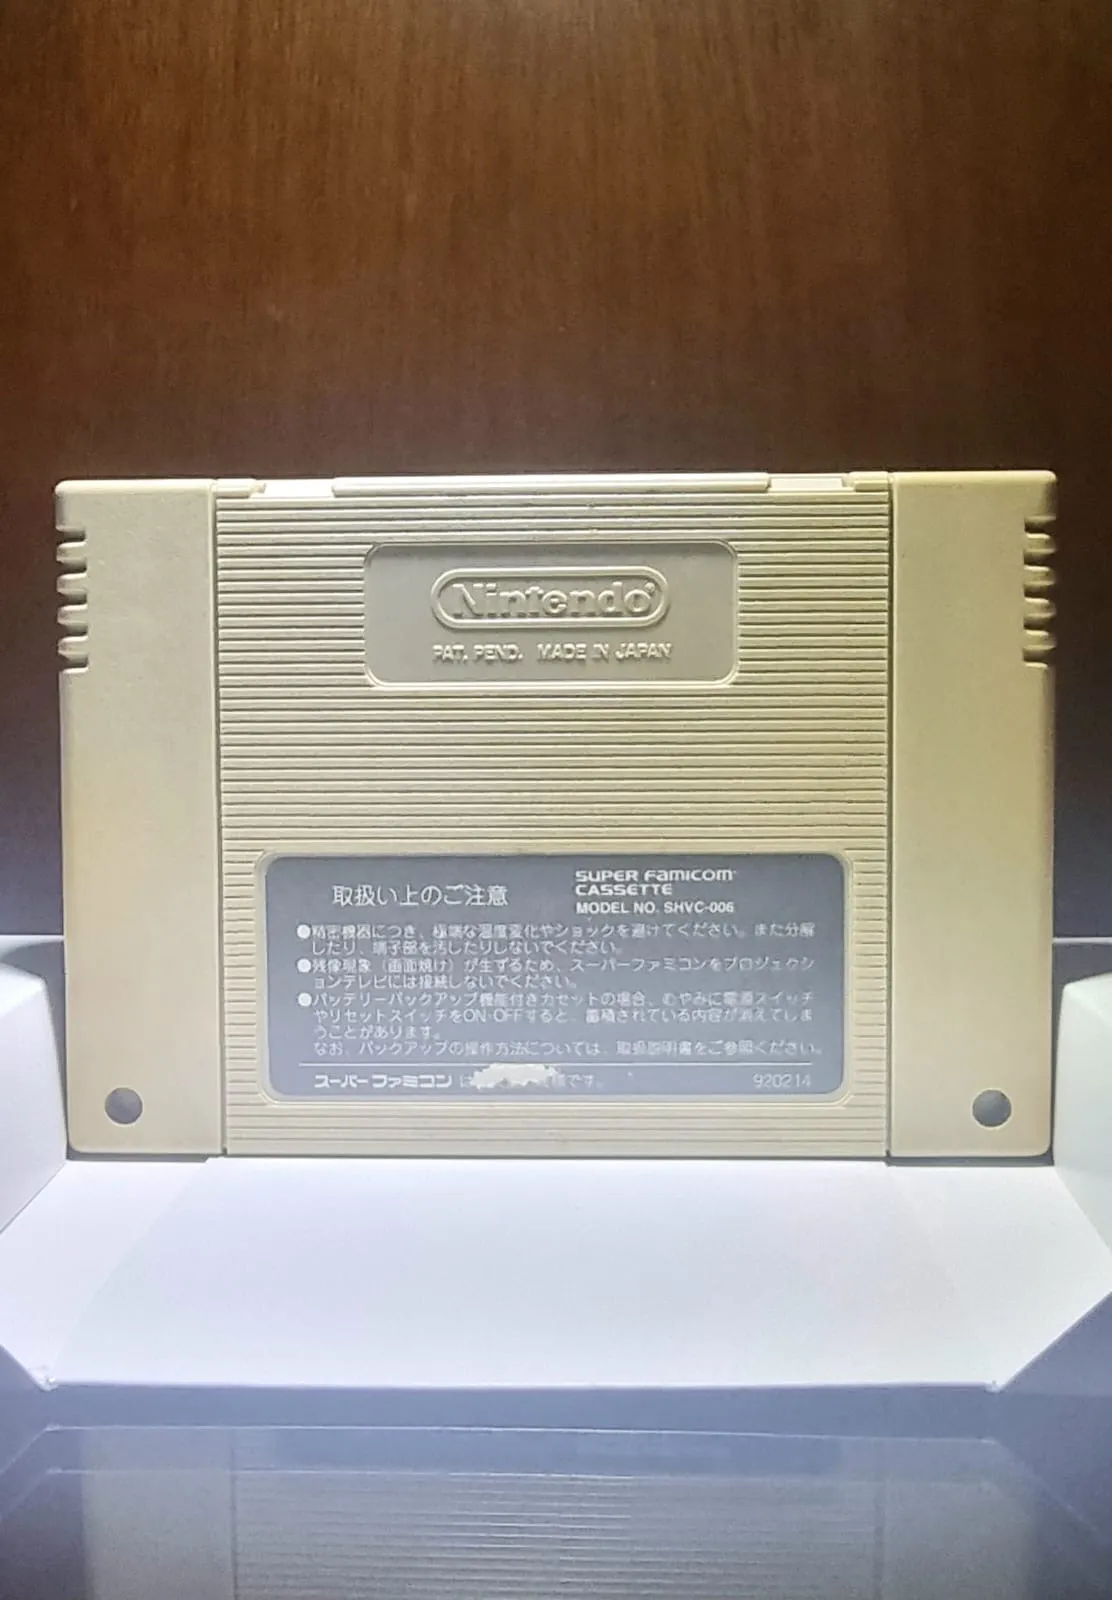 Nintendo
PAT. PEND. MADE IN JAPAN
取扱い上のご注意
SUPER FAMICOM
CASSETTE
MODEL NO. SHVC-006
●精密機器につき、極端な温度変化やショックを避けてください。また分解
したり、端子部を汚したりしないでください。
●残像現象(画面焼け)が生ずるため、スーパーファミコンをプロジェクシ
ョンテレビには接続しないでください。
●バッテリーバックアップ機能付きカセットの場合、むやみに電源スイッチ
やリセットスイッチをON・OFFすると、蓄積されている内容が消えてしま
うことがあります。
なお、バックアップの操作方法については、取扱説明書をご参照ください。
スーパーファミコンは です。 920214